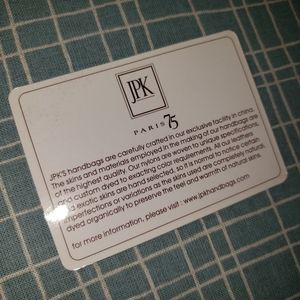 JPK
PARIS 75
JPK'S handbags are carefully crafted in our exclusive facility in china.
The skins and materials employed in the making of our handbags are
of the highest quality. Our nylons are woven to unique specifications,
and custom dyed to exacting color requirements. All our leathers
and exotic skins are hand selected, so it is normal to notice certain
imperfections or variations as the skins used are completely natural,
dyed organically to preserve the feel and warmth of natural skins.
for more information, please visit : www.jpkhandbags.com